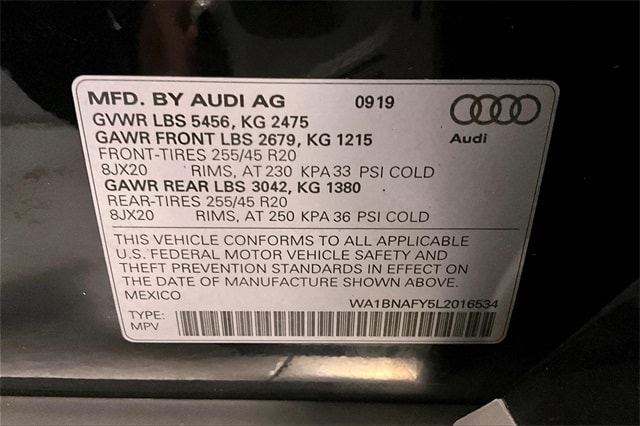 MFD. BY AUDI AG 0919
GVWR LBS 5456, KG 2475
GAWR FRONT LBS 2679, KG 1215
Audi
FRONT-TIRES 255/45 R20
8JX20 RIMS, AT 230 KPA 33 PSI COLD
GAWR REAR LBS 3042, KG 1380
REAR-TIRES 255/45 R20
8JX20 RIMS, AT 250 KPA 36 PSI COLD
THIS VEHICLE CONFORMS TO ALL APPLICABLE
U.S. FEDERAL MOTOR VEHICLE SAFETY AND
THEFT PREVENTION STANDARDS IN EFFECT ON
THE DATE OF MANUFACTURE SHOWN ABOVE.
MEXICO
WA1BNAFY5L2016534
TYPE:
MPV